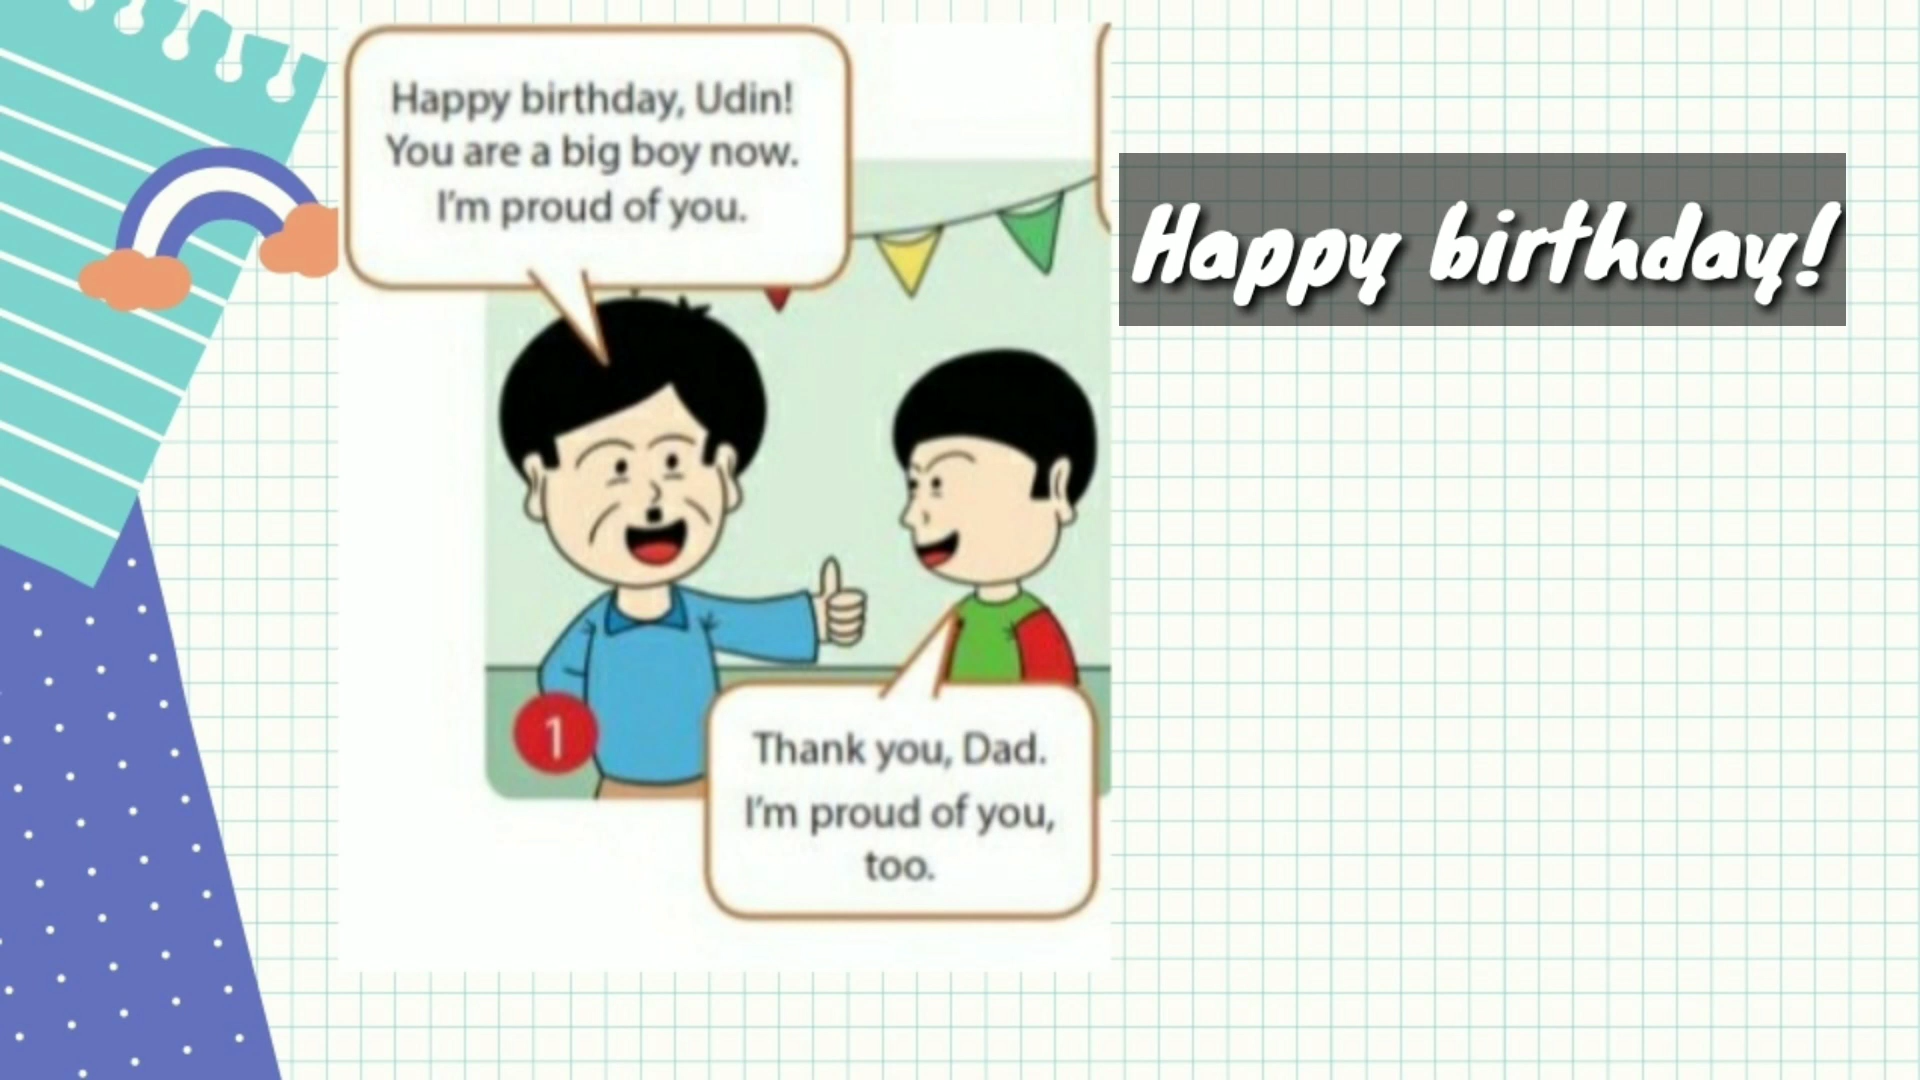 Happy birthday, Udin!
You are a big boy now.
I'm proud of you.
Happy birthday!
1
Thank you, Dad.
I'm proud of you,
too.